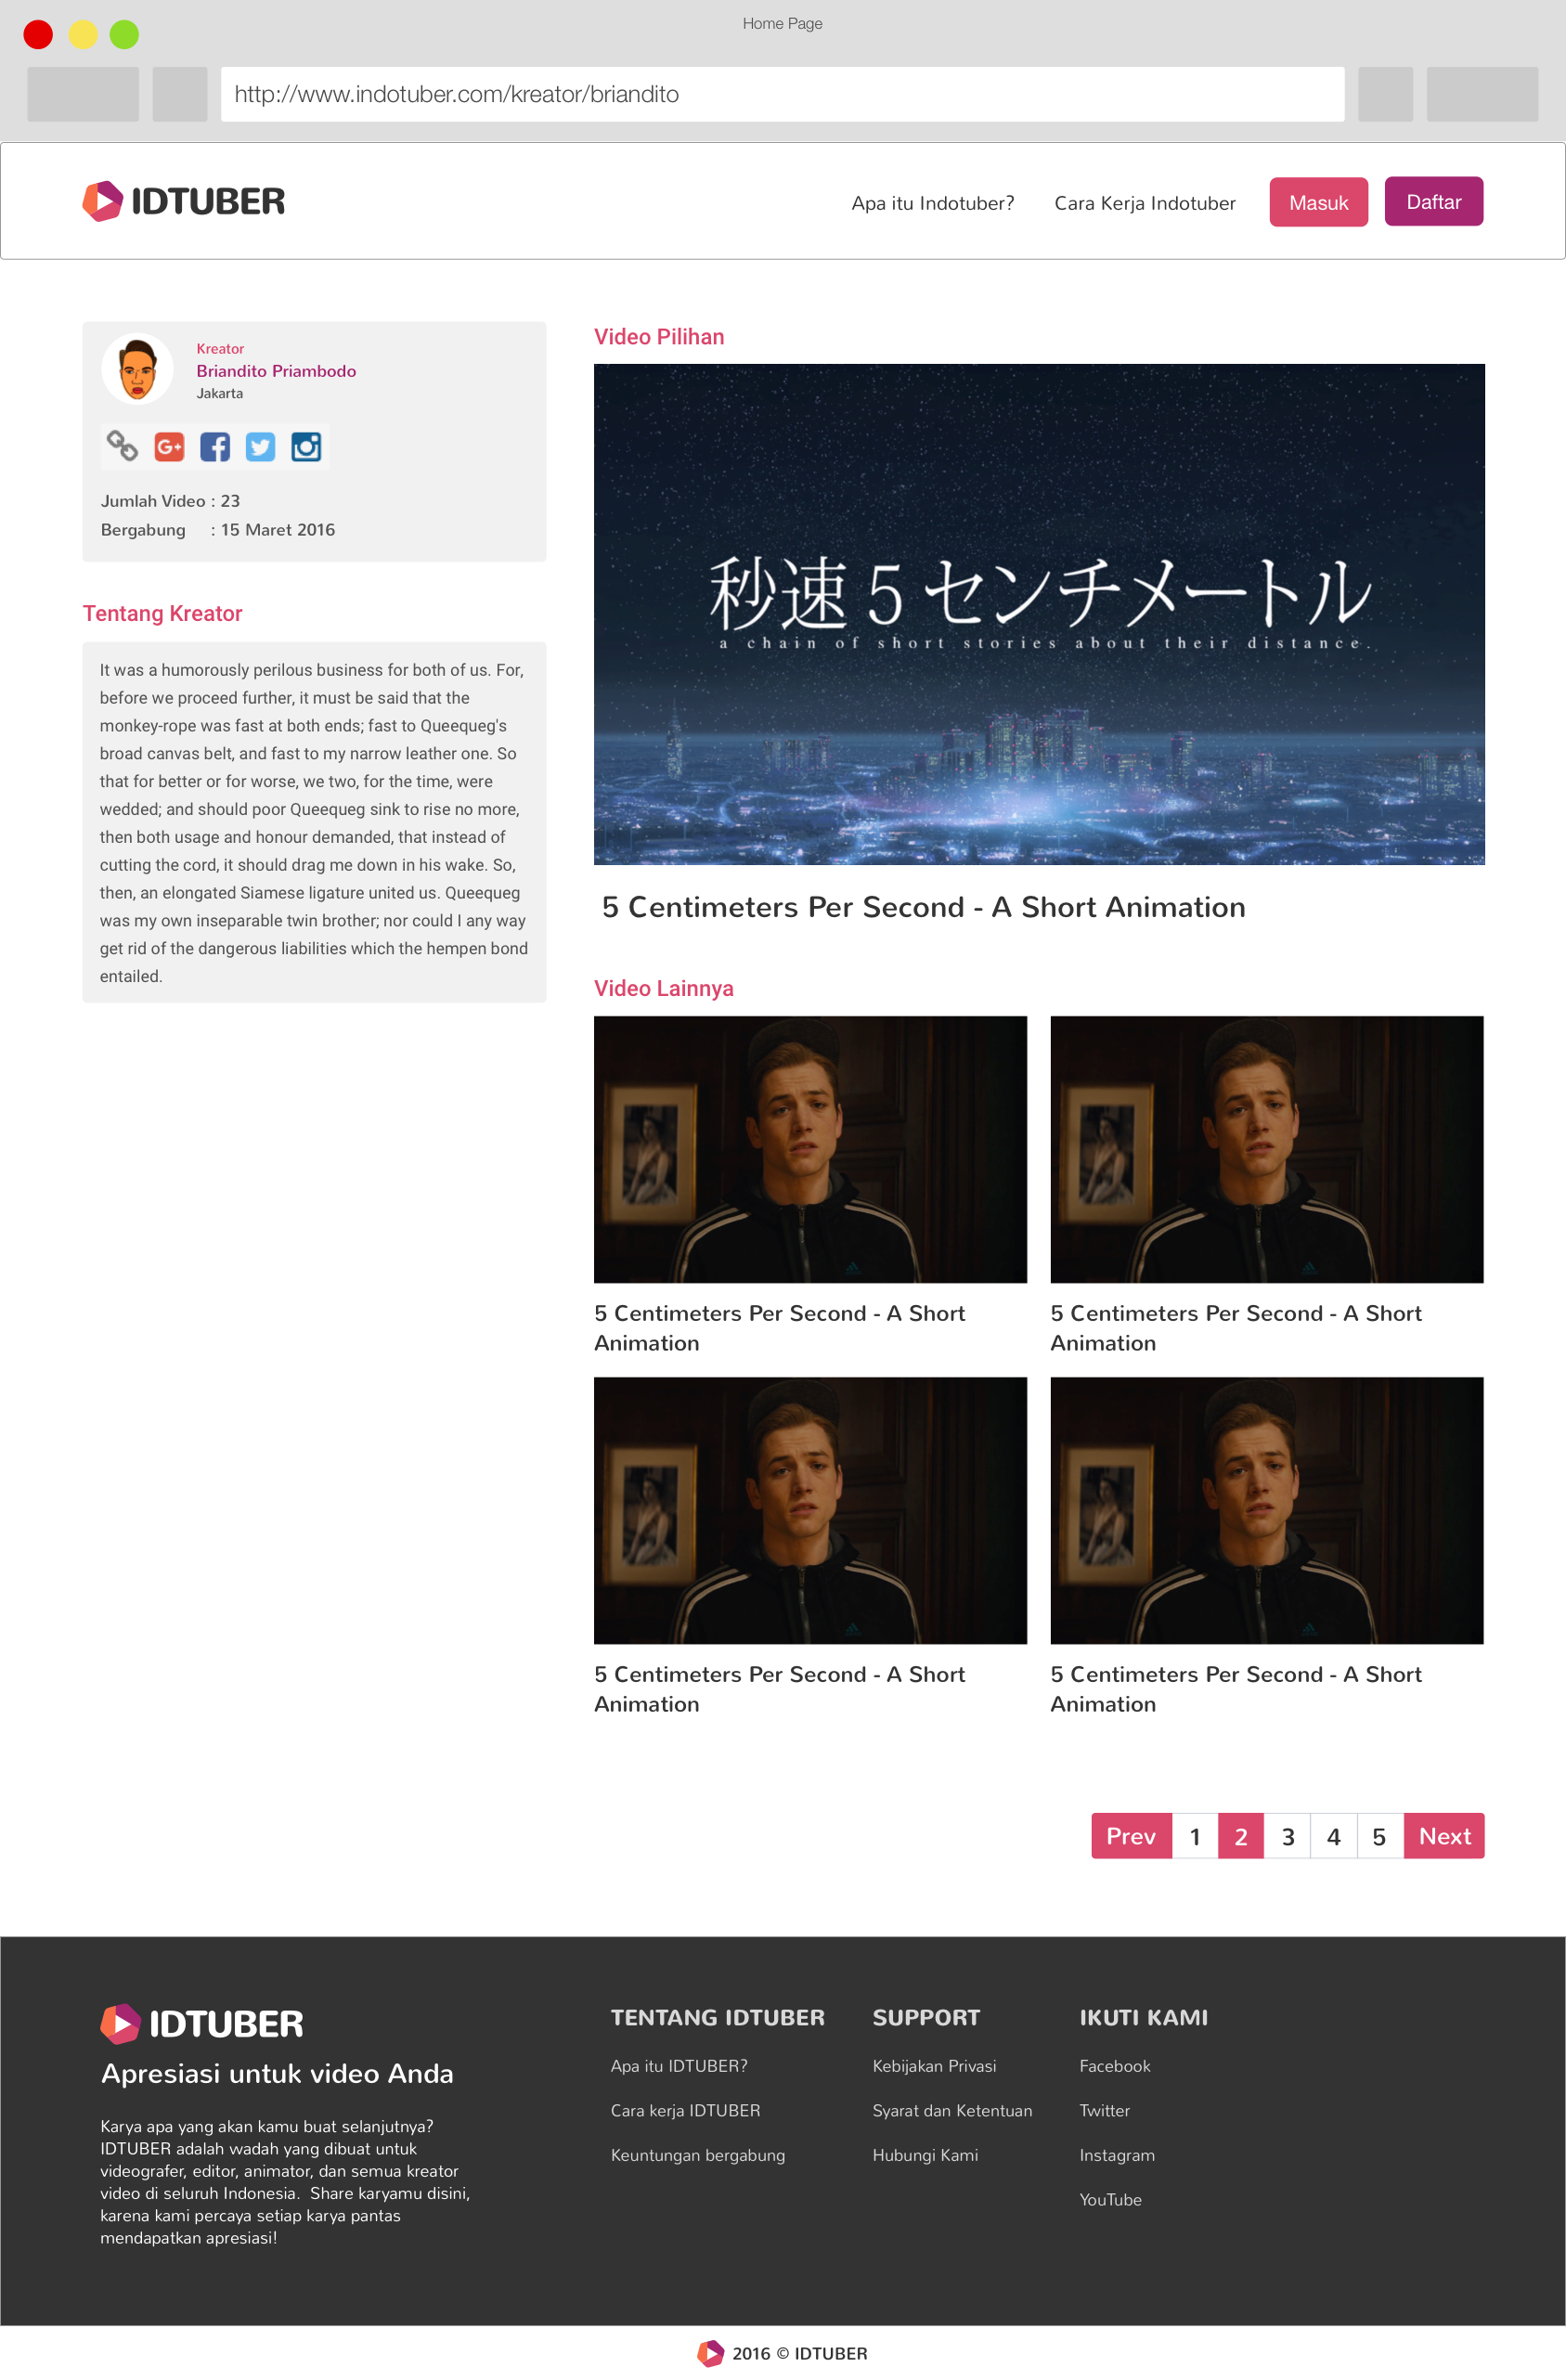 Home Page
http://www.indotuber.com/kreator/briandito
IDTUBER
Apa itu Indotuber?
Cara Kerja Indotuber
Masuk
Daftar
Kreator
Briandito Priambodo
Jakarta
G+
Jumlah Video : 23
Bergabung : 15 Maret 2016
Tentang Kreator
It was a humorously perilous business for both of us. For,
before we proceed further, it must be said that the
monkey-rope was fast at both ends; fast to Queequeg's
broad canvas belt, and fast to my narrow leather one. So
that for better or for worse, we two, for the time, were
wedded; and should poor Queequeg sink to rise no more,
then both usage and honour demanded, that instead of
cutting the cord, it should drag me down in his wake. So,
then, an elongated Siamese ligature united us. Queequeg
was my own inseparable twin brother; nor could I any way
get rid of the dangerous liabilities which the hempen bond
entailed.
Video Pilihan
秒速5センチメートル
a chain of short stories about their distance.
5 Centimeters Per Second - A Short Animation
Video Lainnya
5 Centimeters Per Second - A Short
Animation
5 Centimeters Per Second - A Short
Animation
5 Centimeters Per Second - A Short
Animation
5 Centimeters Per Second - A Short
Animation
Prev 1 2 3 4 5 Next
IDTUBER
Apresiasi untuk video Anda
Karya apa yang akan kamu buat selanjutnya?
IDTUBER adalah wadah yang dibuat untuk
videografer, editor, animator, dan semua kreator
video di seluruh Indonesia. Share karyamu disini,
karena kami percaya setiap karya pantas
mendapatkan apresiasi!
TENTANG IDTUBER
Apa itu IDTUBER?
Cara kerja IDTUBER
Keuntungan bergabung
SUPPORT
Kebijakan Privasi
Syarat dan Ketentuan
Hubungi Kami
IKUTI KAMI
Facebook
Twitter
Instagram
YouTube
2016 © IDTUBER